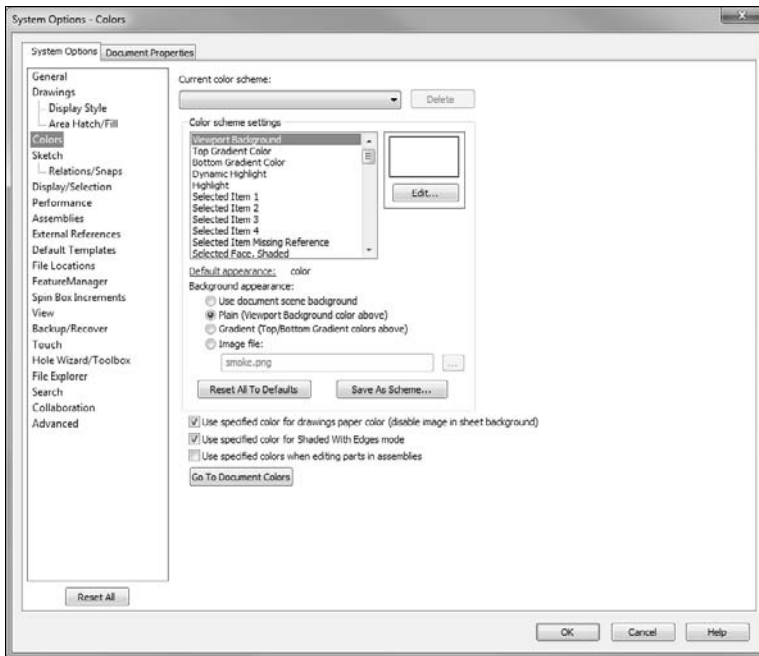 System Options - Colors
System Options
Document Properties
General
Drawings
Display Style
Area Hatch/Fill
Colors
Sketch
Relations/Snaps
Display/Selection
Performance
Assemblies
External References
Default Templates
File Locations
FeatureManager
Spin Box Increments
View
Backup/Recover
Touch
Hole Wizard/Toolbox
File Explorer
Search
Collaboration
Advanced
Reset All
Current color scheme:
Delete
Color scheme settings
Viewport Background
Top Gradient Color
Bottom Gradient Color
Dynamic Highlight
Highlight
Selected Item 1
Selected Item 2
Selected Item 3
Selected Item 4
Selected Item Missing Reference
Selected Face, Shaded
Edit...
Default appearance: color
Background appearance:
Use document scene background
Plain (Viewport Background color above)
Gradient (Top/Bottom Gradient colors above)
Image file:
smoke.png
...
Reset All To Defaults
Save As Scheme...
Use specified color for drawings paper color (disable image in sheet background)
Use specified color for Shaded With Edges mode
Use specified colors when editing parts in assemblies
Go To Document Colors
OK
Cancel
Help